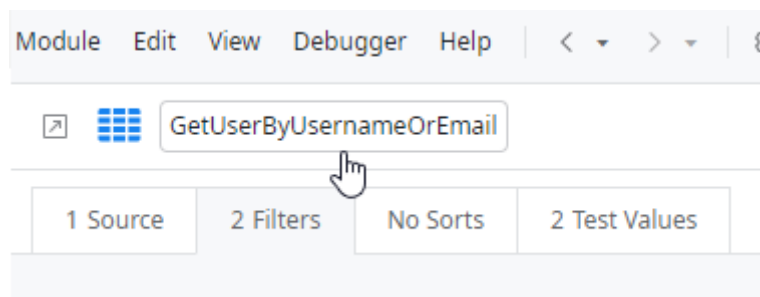 Module Edit View Debugger Help
GetUserByUsernameOrEmail
1 Source 2 Filters No Sorts 2 Test Values